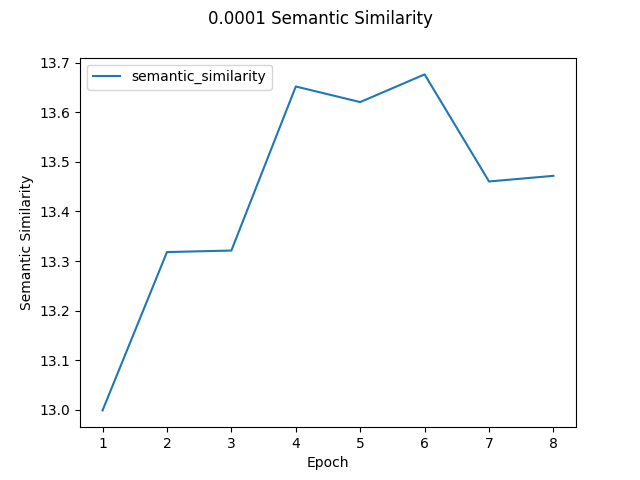 0.0001 Semantic Similarity
semantic_similarity
13.7
13.6
13.5
13.4
13.3
13.2
13.1
13.0
Semantic Similarity
1 2 3 4 5 6 7 8
Epoch